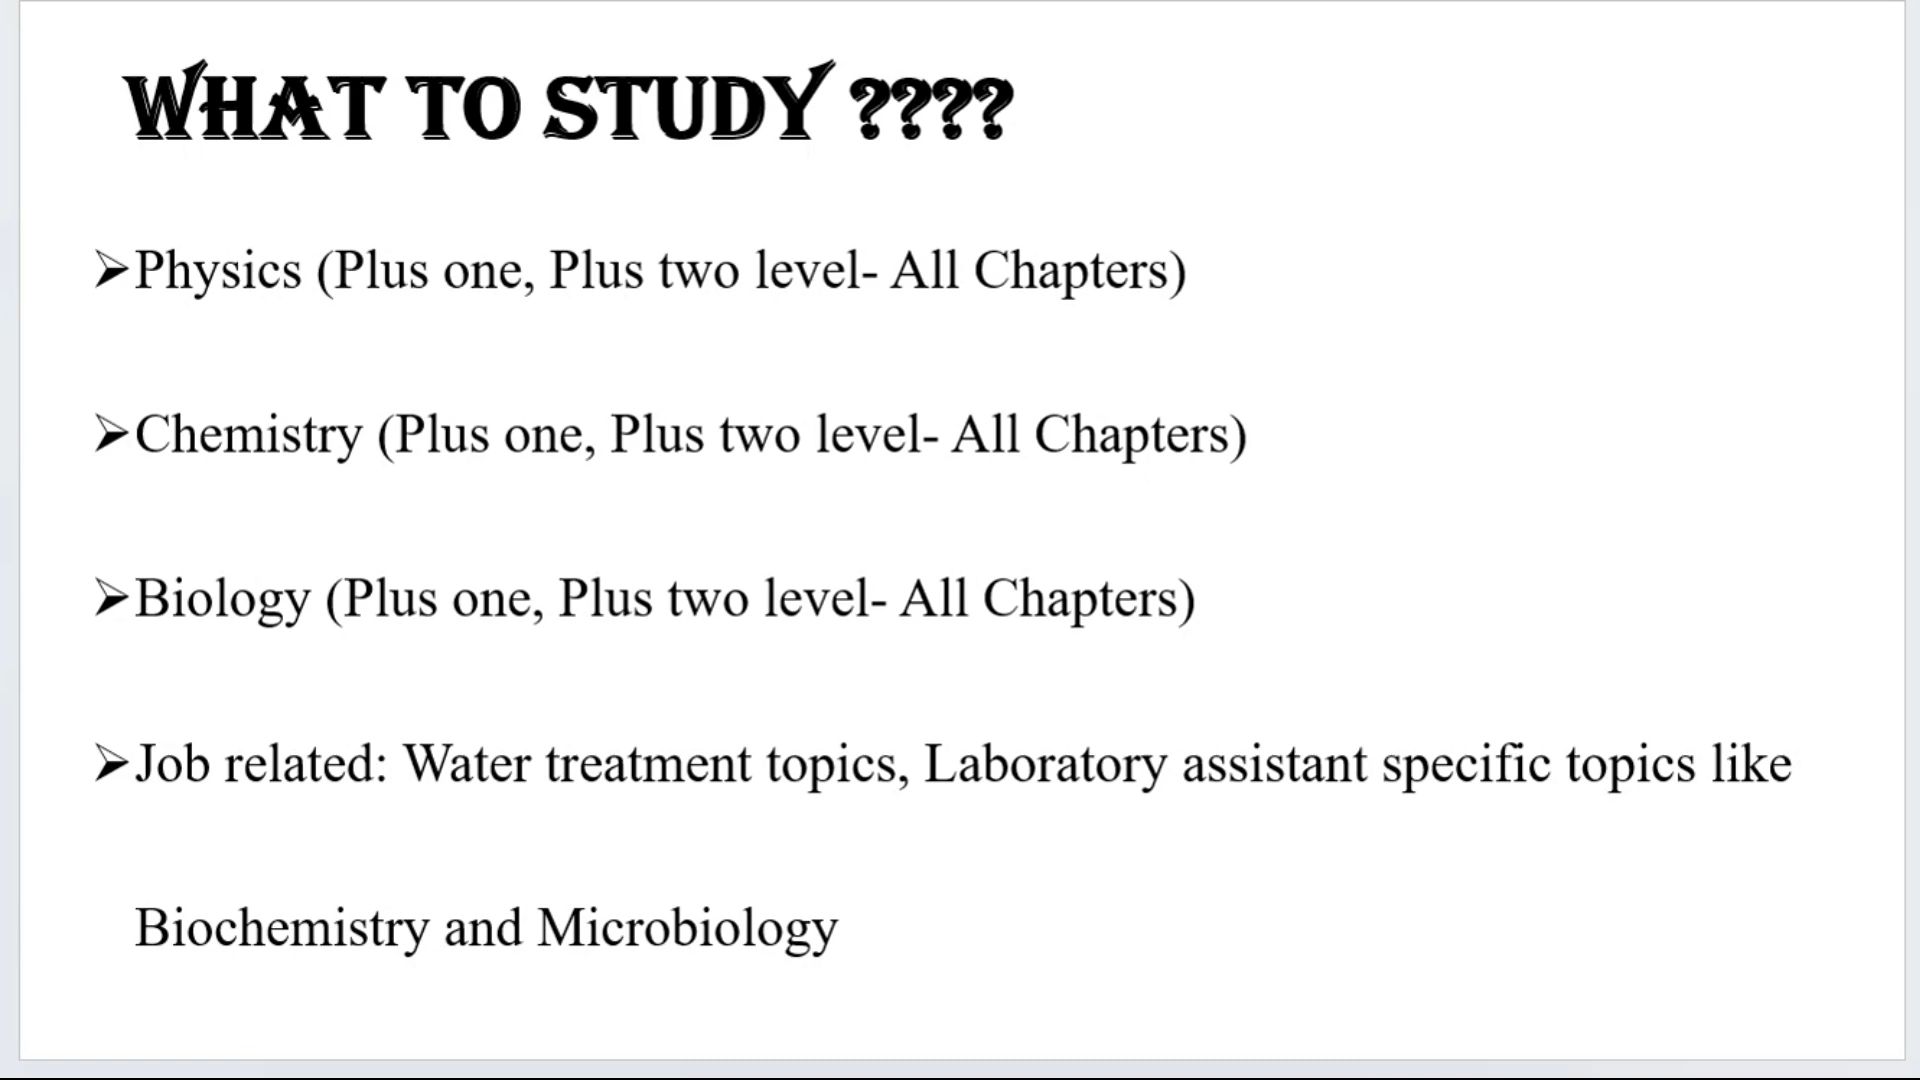 WHAT TO STUDY ????
➢Physics (Plus one, Plus two level- All Chapters)
➢Chemistry (Plus one, Plus two level- All Chapters)
➢Biology (Plus one, Plus two level- All Chapters)
➢Job related: Water treatment topics, Laboratory assistant specific topics like
Biochemistry and Microbiology